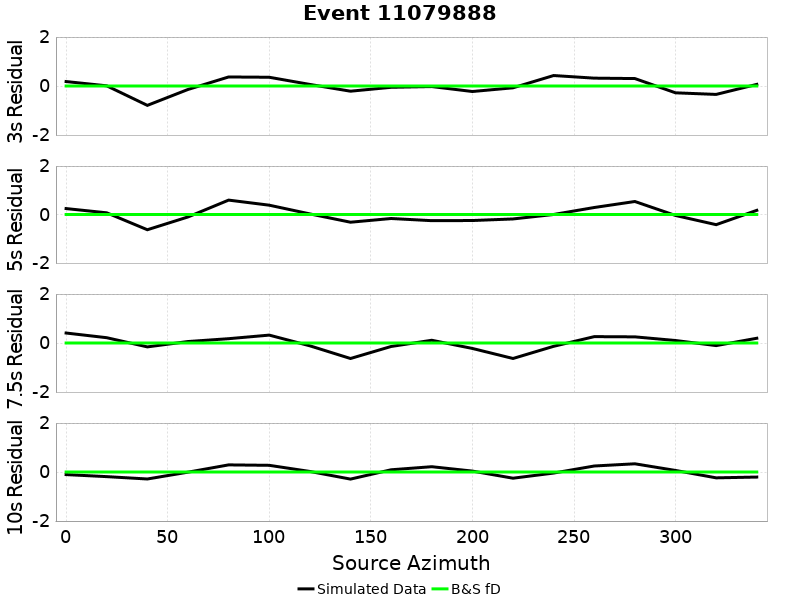 Event 11079888
3s Residual
2
0
-2
5s Residual
2
0
-2
7.5s Residual
2
0
-2
10s Residual
2
0
-2
0 50 100 150 200 250 300
Source Azimuth
Simulated Data B&S fD